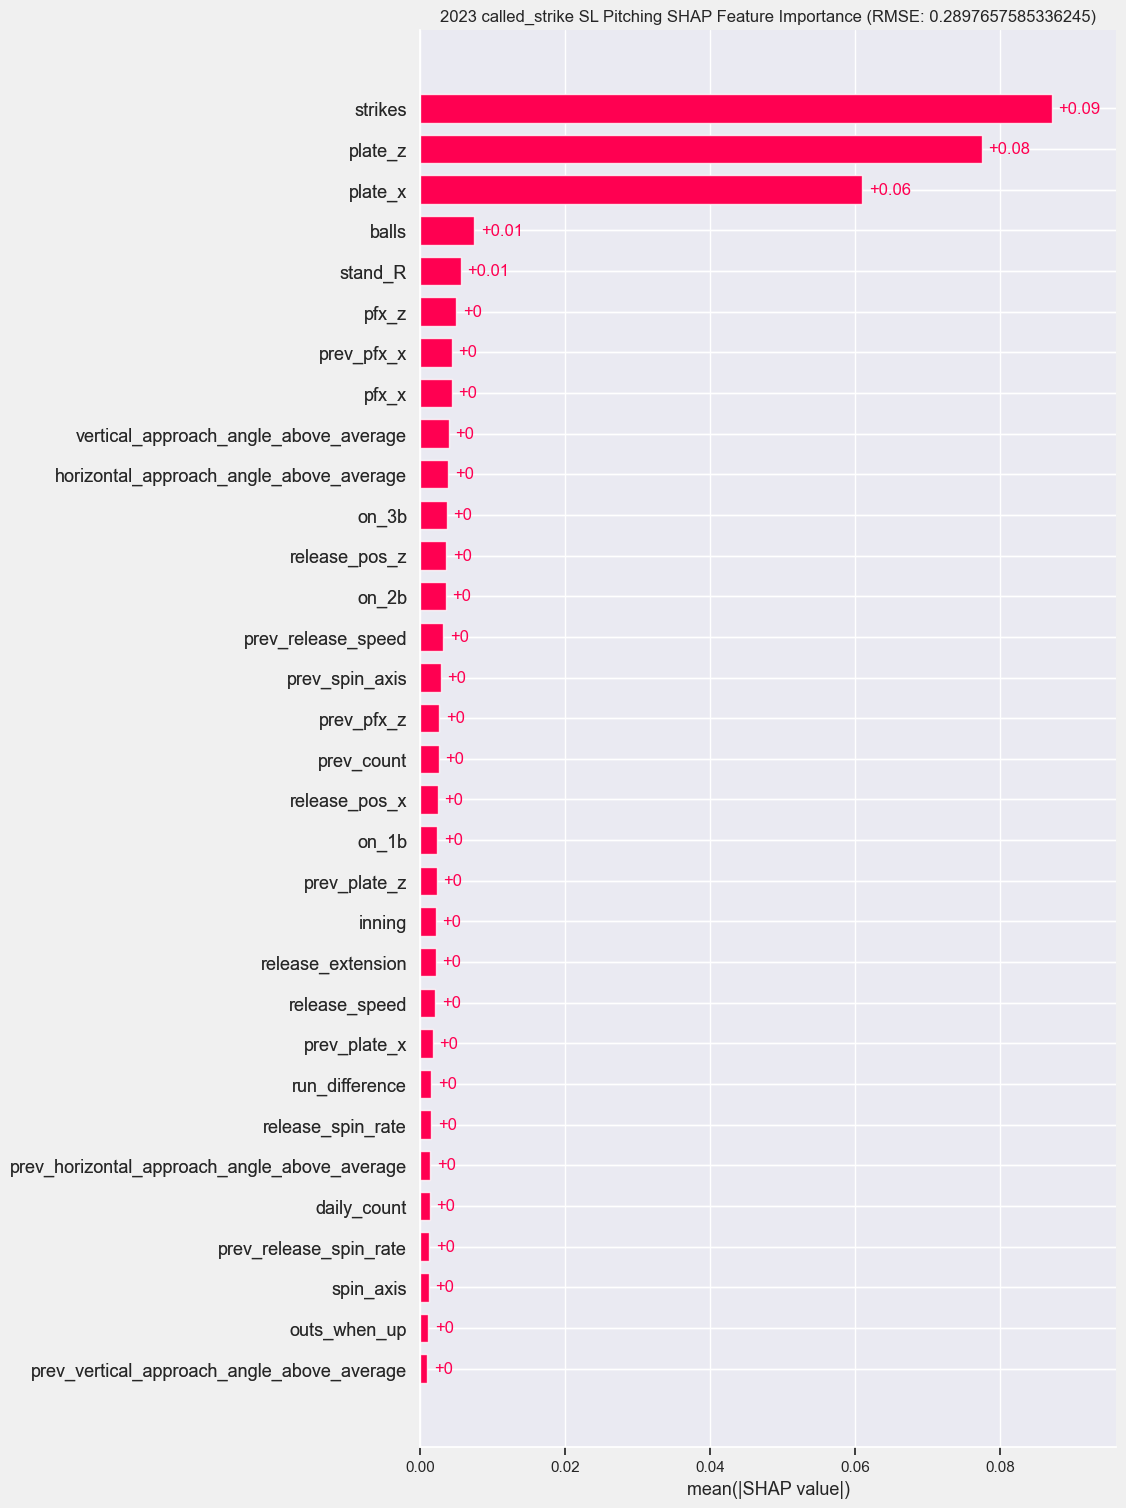 2023 called_strike SL Pitching SHAP Feature Importance (RMSE: 0.2897657585336245)
strikes +0.09
plate_z +0.08
plate_x +0.06
balls +0.01
stand_R +0.01
pfx_z +0
prev_pfx_x +0
pfx_x +0
vertical_approach_angle_above_average +0
horizontal_approach_angle_above_average +0
on_3b +0
release_pos_z +0
on_2b +0
prev_release_speed +0
prev_spin_axis +0
prev_pfx_z +0
prev_count +0
release_pos_x +0
on_1b +0
prev_plate_z +0
inning +0
release_extension +0
release_speed +0
prev_plate_x +0
run_difference +0
release_spin_rate +0
prev_horizontal_approach_angle_above_average +0
daily_count +0
prev_release_spin_rate +0
spin_axis +0
outs_when_up +0
prev_vertical_approach_angle_above_average +0
0.00 0.02 0.04 0.06 0.08
mean(|SHAP value|)